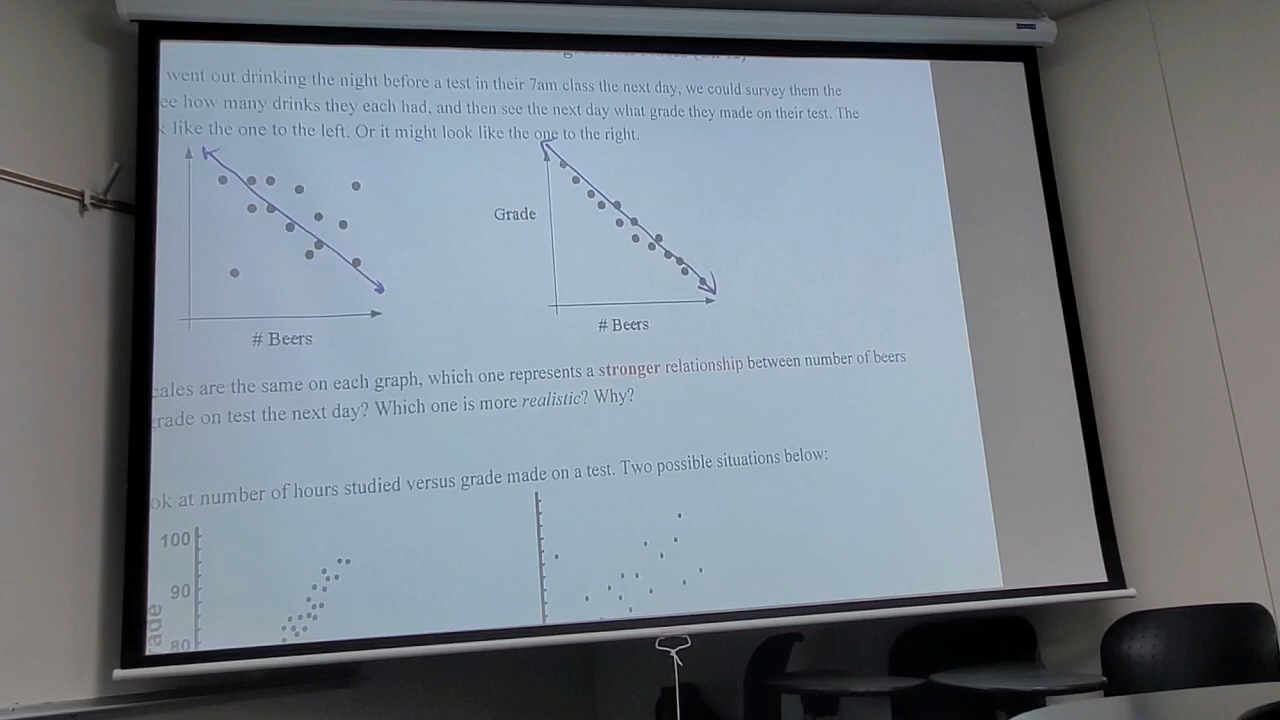 went out drinking the night before a test in their 7am class the next day, we could survey them the
how many drinks they each had, and then see the next day what grade they made on their test. The
like the one to the left. Or it might look like the one to the right.
Grade
# Beers
# Beers
are the same on each graph, which one represents a stronger relationship between number of beers
on test the next day? Which one is more realistic? Why?
at number of hours studied versus grade made on a test. Two possible situations below:
100
90
80